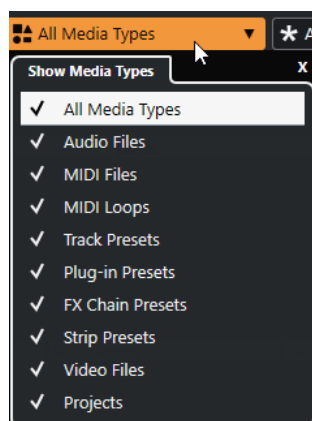 All Media Types
A
Show Media Types X
All Media Types
Audio Files
MIDI Files
MIDI Loops
Track Presets
Plug-in Presets
FX Chain Presets
Strip Presets
Video Files
Projects